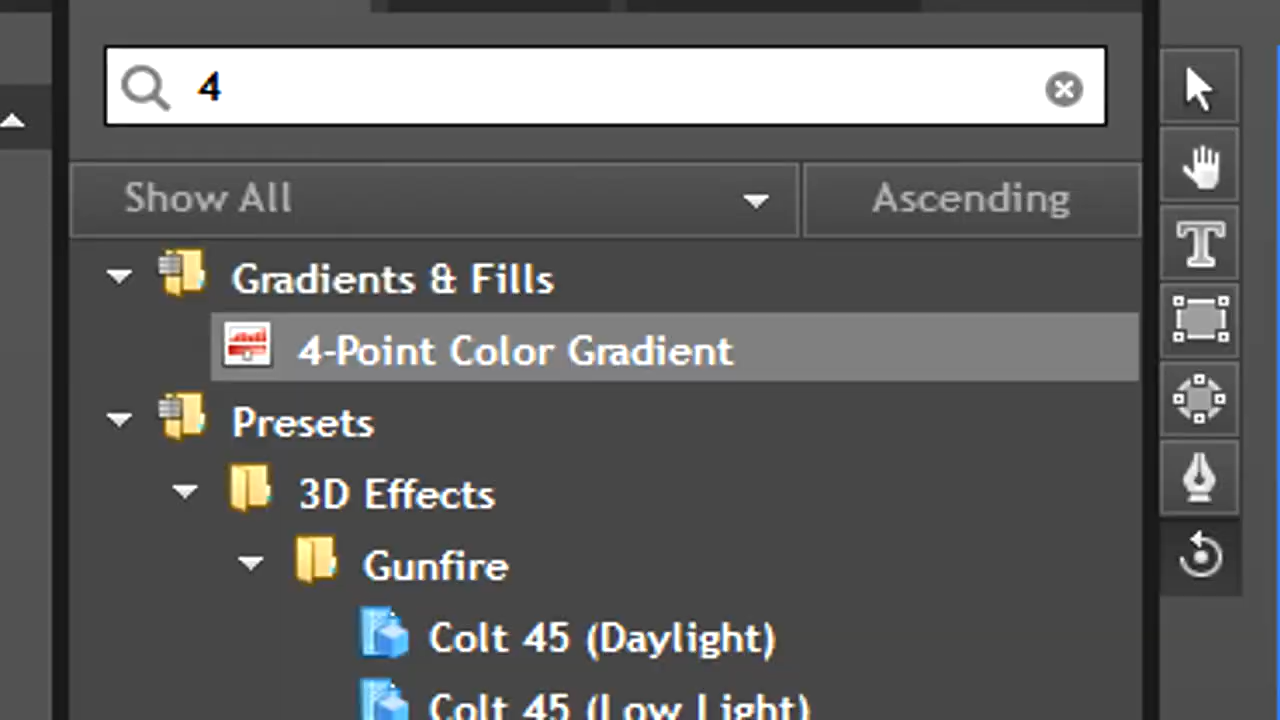 4
Show All Ascending
Gradients & Fills
4-Point Color Gradient
Presets
3D Effects
Gunfire
Colt 45 (Daylight)
Colt 45 (Low Light)